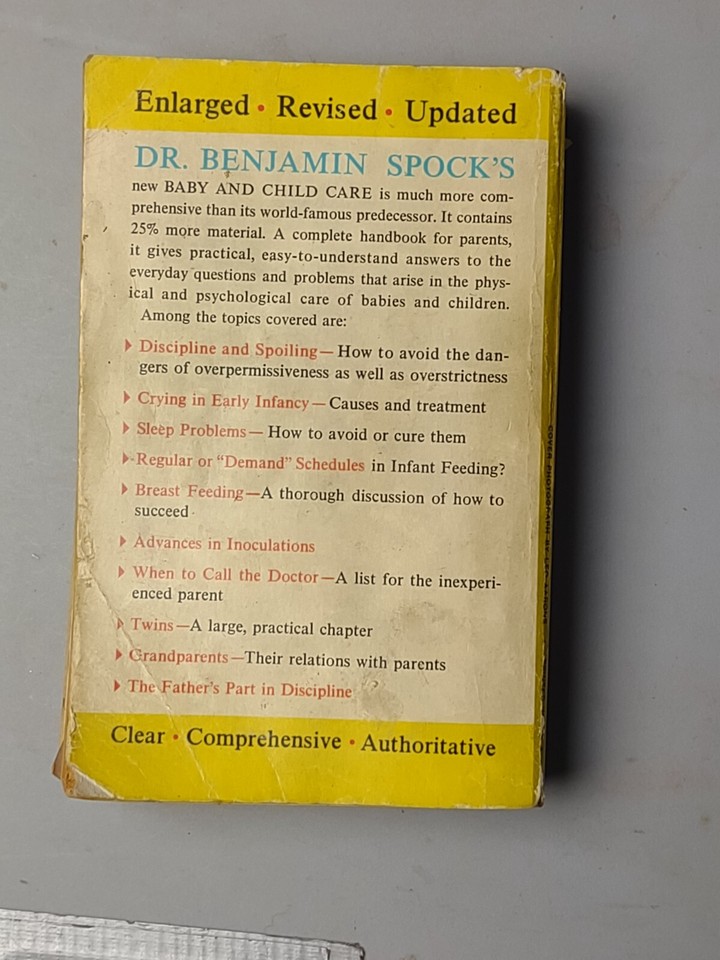 Enlarged • Revised • Updated
DR. BENJAMIN SPOCK'S
new BABY AND CHILD CARE is much more com-
prehensive than its world-famous predecessor. It contains
25% more material. A complete handbook for parents,
it gives practical, easy-to-understand answers to the
everyday questions and problems that arise in the phys-
ical and psychological care of babies and children.
Among the topics covered are:
Discipline and Spoiling—How to avoid the dan-
gers of overpermissiveness as well as overstrictness
Crying in Early Infancy—Causes and treatment
Sleep Problems—How to avoid or cure them
Regular or "Demand" Schedules in Infant Feeding?
Breast Feeding—A thorough discussion of how to
succeed
Advances in Inoculations
When to Call the Doctor—A list for the inexperi-
enced parent
Twins—A large, practical chapter
Grandparents—Their relations with parents
The Father's Part in Discipline
Clear • Comprehensive • Authoritative
COVER PHOTOGRAPH BY